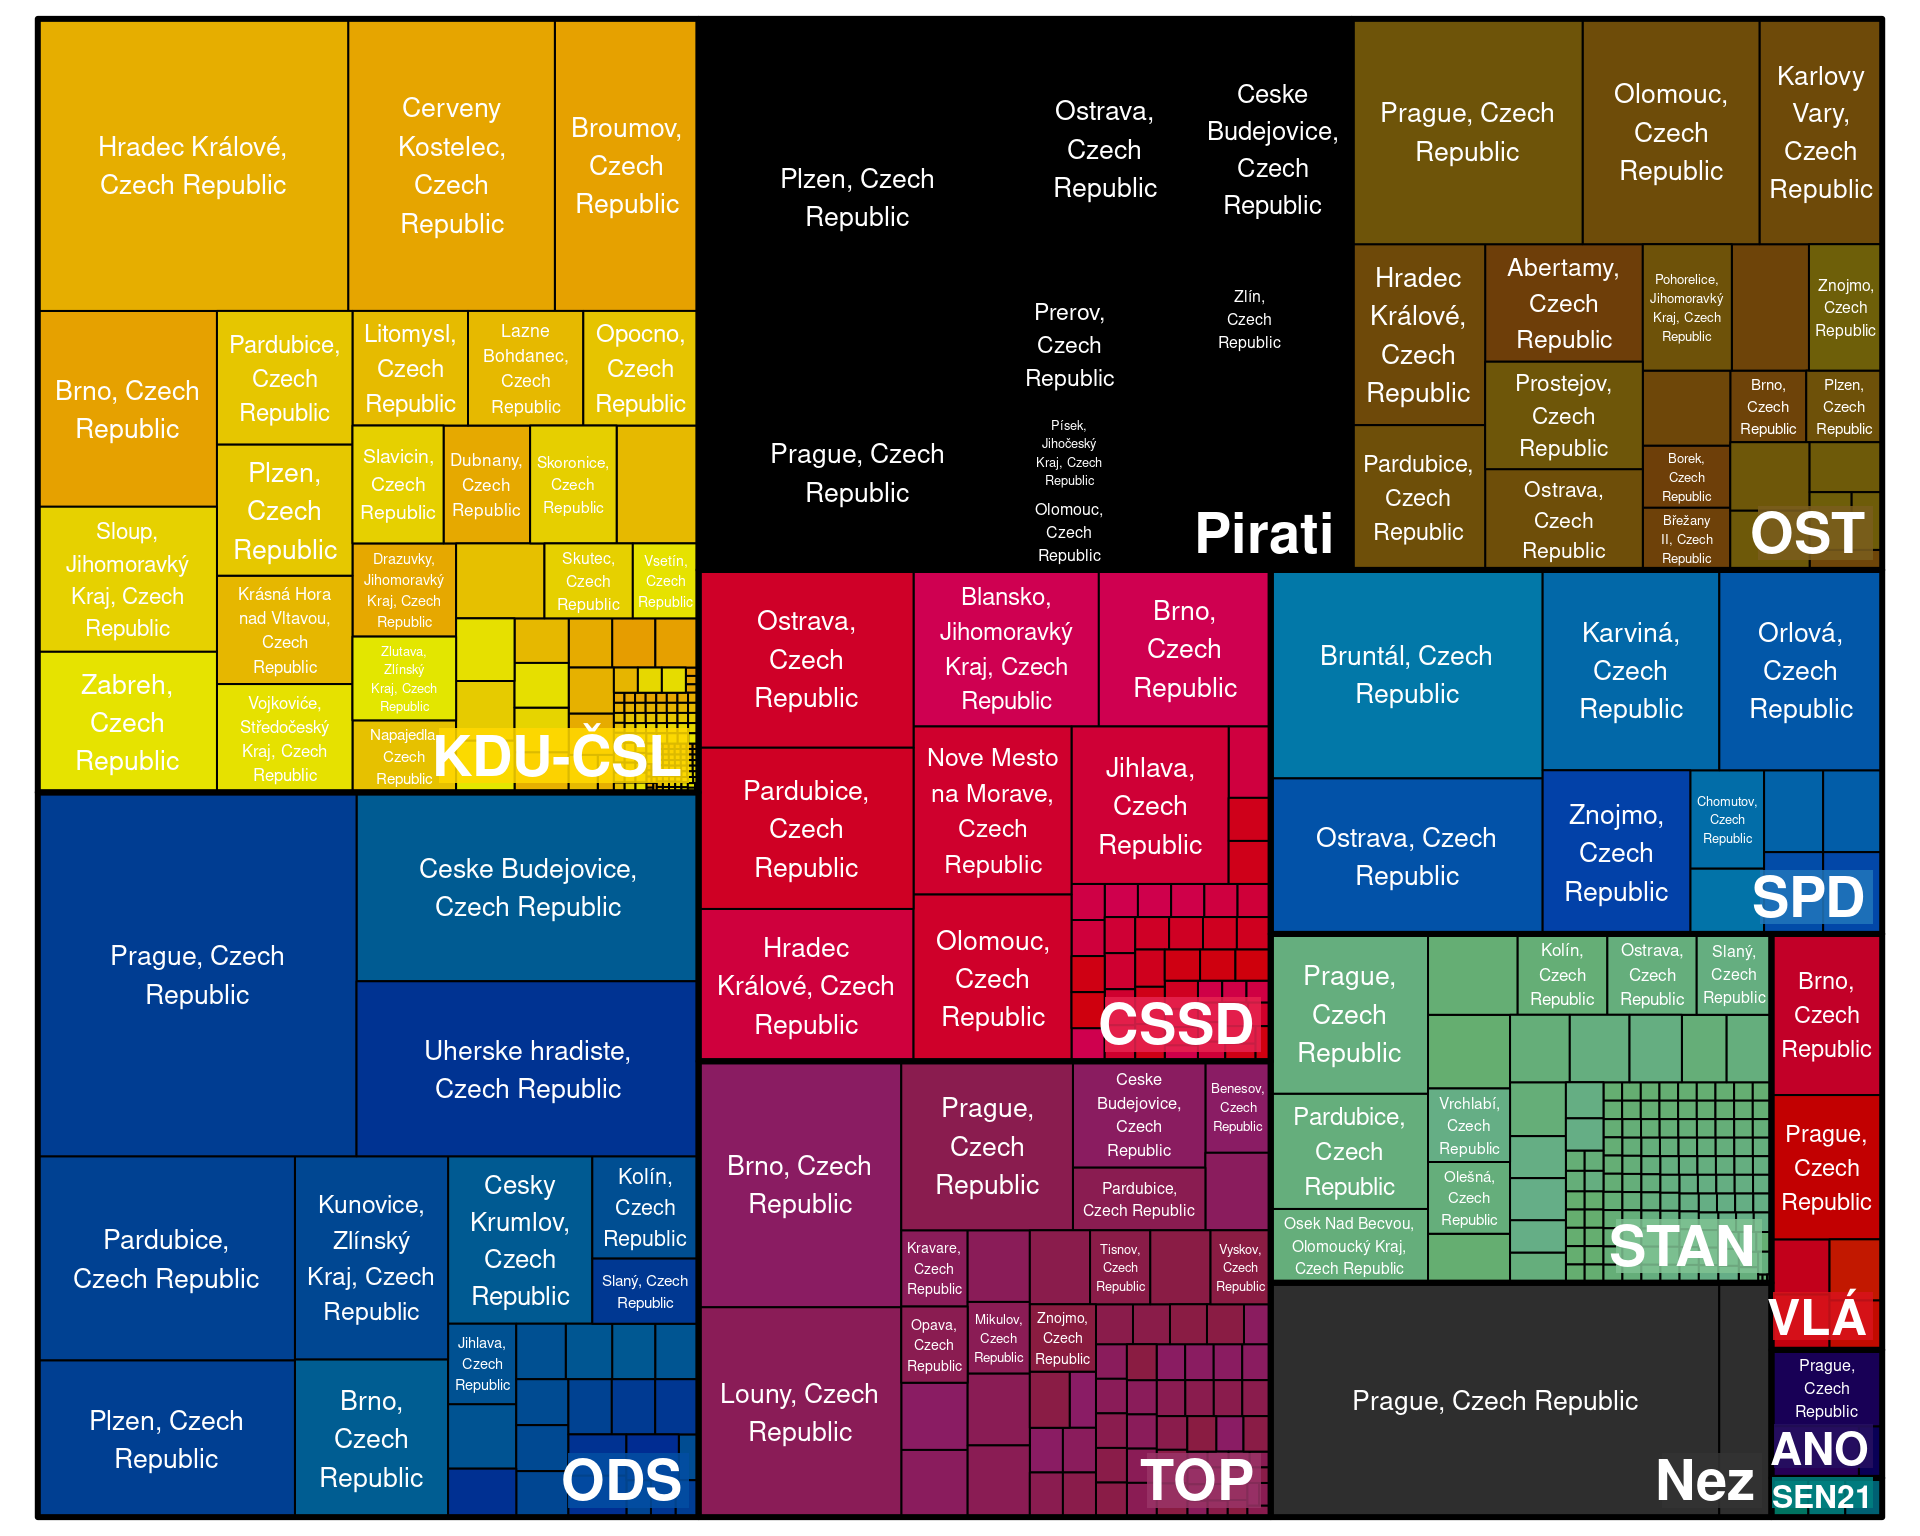 Hradec Králové,
Czech Republic
Cerveny
Kostelec,
Czech
Republic
Broumov,
Czech
Republic
Brno, Czech
Republic
Pardubice,
Czech
Republic
Litomysl,
Czech
Republic
Lazne
Bohdanec,
Czech
Republic
Opocno,
Czech
Republic
Plzen,
Czech
Republic
Slavicin,
Czech
Republic
Dubnany,
Czech
Republic
Skoronice,
Czech
Republic
Sloup,
Jihomoravký
Kraj, Czech
Republic
Krásná Hora
nad Vltavou,
Czech
Republic
Drazuvky,
Jihomoravký
Kraj, Czech
Republic
Skutec,
Czech
Republic
Vsetín,
Czech
Republic
Zabreh,
Czech
Republic
Vojkoviće,
Středočeský
Kraj, Czech
Republic
Zlutava,
Zlínský
Kraj, Czech
Republic
Napajedla,
Czech
Republic
KDU-ČSL
Prague, Czech
Republic
Ceske Budejovice,
Czech Republic
Uherske hradiste,
Czech Republic
Pardubice,
Czech Republic
Kunovice,
Zlínský
Kraj, Czech
Republic
Cesky
Krumlov,
Czech
Republic
Kolín,
Czech
Republic
Slaný, Czech
Republic
Plzen, Czech
Republic
Brno,
Czech
Republic
Jihlava,
Czech
Republic
ODS
Plzen, Czech
Republic
Ostrava,
Czech
Republic
Ceske
Budejovice,
Czech
Republic
Prague, Czech
Republic
Prerov,
Czech
Republic
Zlín,
Czech
Republic
Písek,
Jihočeský
Kraj, Czech
Republic
Olomouc,
Czech
Republic
Pirati
Prague, Czech
Republic
Olomouc,
Czech
Republic
Karlovy
Vary,
Czech
Republic
Hradec
Králové,
Czech
Republic
Abertamy,
Czech
Republic
Pohorelice,
Jihomoravký
Kraj, Czech
Republic
Znojmo,
Czech
Republic
Prostejov,
Czech
Republic
Brno,
Czech
Republic
Plzen,
Czech
Republic
Pardubice,
Czech
Republic
Ostrava,
Czech
Republic
Borek,
Czech
Republic
Břežany
II, Czech
Republic
OST
Ostrava,
Czech
Republic
Blansko,
Jihomoravký
Kraj, Czech
Republic
Brno,
Czech
Republic
Pardubice,
Czech
Republic
Nove Mesto
na Morave,
Czech
Republic
Jihlava,
Czech
Republic
Hradec
Králové, Czech
Republic
Olomouc,
Czech
Republic
CSSD
Bruntál, Czech
Republic
Karviná,
Czech
Republic
Orlová,
Czech
Republic
Ostrava, Czech
Republic
Znojmo,
Czech
Republic
Chomutov,
Czech
Republic
SPD
Brno, Czech
Republic
Prague,
Czech
Republic
Ceske
Budejovice,
Czech
Republic
Benesov,
Czech
Republic
Pardubice,
Czech Republic
Louny, Czech
Republic
Kravare,
Czech
Republic
Tisnov,
Czech
Republic
Vyskov,
Czech
Republic
Opava,
Czech
Republic
Mikulov,
Czech
Republic
Znojmo,
Czech
Republic
TOP
Prague,
Czech
Republic
Kolín,
Czech
Republic
Ostrava,
Czech
Republic
Slaný,
Czech
Republic
Pardubice,
Czech
Republic
Vrchlabí,
Czech
Republic
Olešná,
Czech
Republic
Osek Nad Becvou,
Olomoucký Kraj,
Czech Republic
STAN
Brno,
Czech
Republic
Prague,
Czech
Republic
VLÁ
Prague, Czech Republic
Nez
Prague,
Czech
Republic
ANO
SEN21